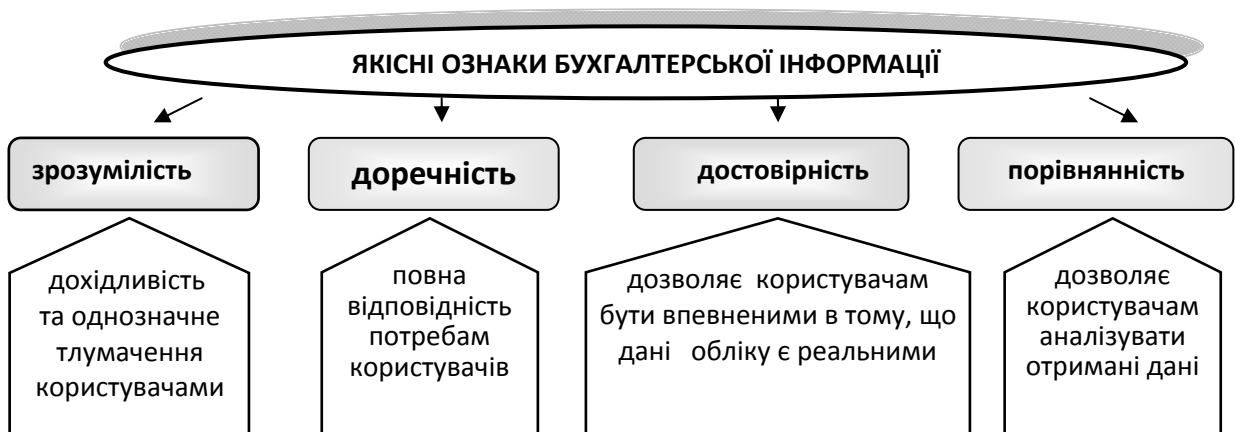 ЯКІСНІ ОЗНАКИ БУХГАЛТЕРСЬКОЇ ІНФОРМАЦІЇ
зрозумілість
доречність
достовірність
порівнянність
дохідливість
та однозначне
тлумачення
користувачами
повна
відповідність
потребам
користувачів
дозволяє користувачам
бути впевненими в тому, що
дані обліку є реальними
дозволяє
користувачам
аналізувати
отримані дані